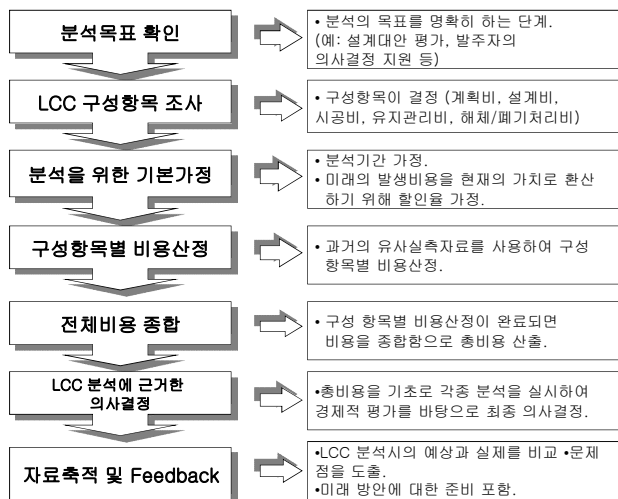 분석목표 확인
• 분석의 목표를 명확히 하는 단계.
(예: 설계대안 평가, 발주자의
의사결정 지원 등)
LCC 구성항목 조사
• 구성항목이 결정 (계획비, 설계비,
시공비, 유지관리비, 해체/폐기처리비)
분석을 위한 기본가정
• 분석기간 가정.
• 미래의 발생비용을 현재의 가치로 환산
하기 위해 할인율 가정.
구성항목별 비용산정
• 과거의 유사실측자료를 사용하여 구성
항목별 비용산정.
전체비용 종합
• 구성 항목별 비용산정이 완료되면
비용을 종합함으로 총비용 산출.
LCC 분석에 근거한
의사결정
•총비용을 기초로 각종 분석을 실시하여
경제적 평가를 바탕으로 최종 의사결정.
자료축적 및 Feedback
•LCC 분석시의 예상과 실제를 비교 •문제
점을 도출.
•미래 방안에 대한 준비 포함.